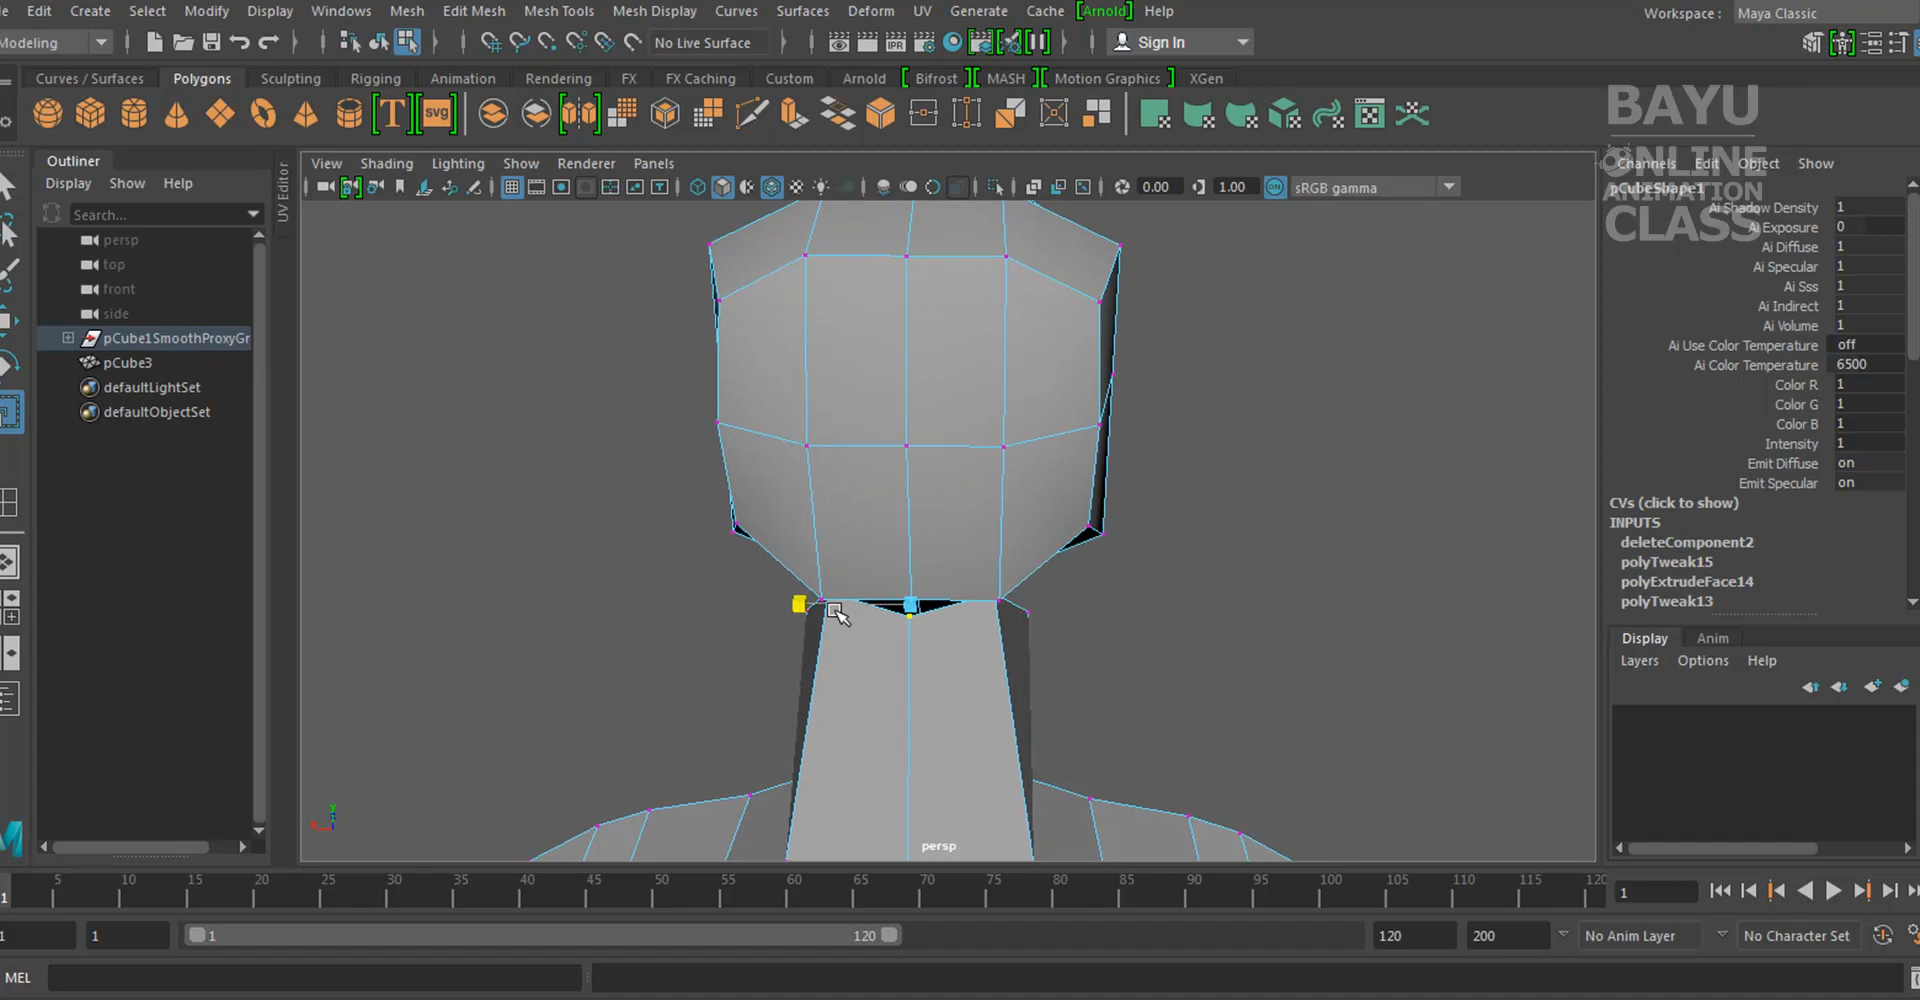 Edit Create Select Modify Display Windows Mesh Edit Mesh Mesh Tools Mesh Display Curves Surfaces Deform UV Generate Cache [Arnold] Help
Workspace : Maya Classic
Modeling
No Live Surface
IPR
Sign In
Curves / Surfaces Polygons Sculpting Rigging Animation Rendering FX FX Caching Custom Arnold [ Bifrost ] [ MASH ] [ Motion Graphics ] XGen
T svg
BAYU
ONLINE
ANIMATION
CLASS
Outliner
Display Show Help
Search...
persp
top
front
side
pCube1SmoothProxyGr
pCube3
defaultLightSet
defaultObjectSet
UV Editor
View Shading Lighting Show Renderer Panels
0.00 1.00 ON sRGB gamma
y
x
persp
Channels Edit Object Show
pCubeShape1
Ai Shadow Density 1
Ai Exposure 0
Ai Diffuse 1
Ai Specular 1
Ai Sss 1
Ai Indirect 1
Ai Volume 1
Ai Use Color Temperature off
Ai Color Temperature 6500
Color R 1
Color G 1
Color B 1
Intensity 1
Emit Diffuse on
Emit Specular on
CVs (click to show)
INPUTS
deleteComponent2
polyTweak15
polyExtrudeFace14
polyTweak13
Display Anim
Layers Options Help
5 10 15 20 25 30 35 40 45 50 55 60 65 70 75 80 85 90 95 100 105 110 115 120
1
1
1 1 1 120 120 200 No Anim Layer No Character Set
MEL